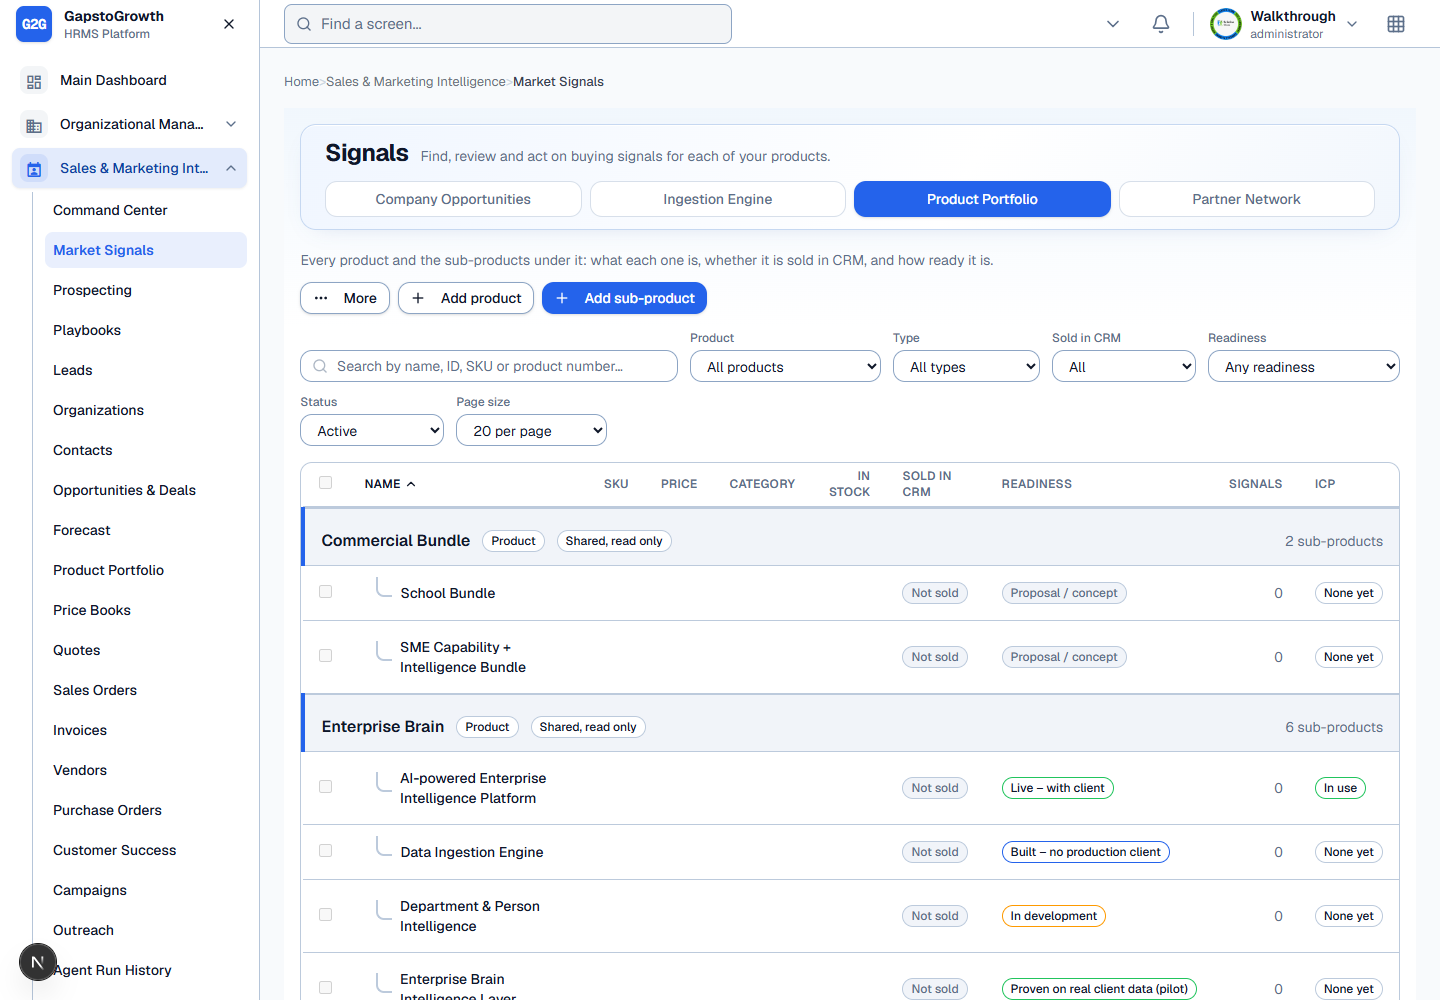 G2G
GapstoGrowth
HRMS Platform
Find a screen...
Walkthrough
administrator
Main Dashboard
Organizational Mana...
Sales & Marketing Int...
Command Center
Market Signals
Prospecting
Playbooks
Leads
Organizations
Contacts
Opportunities & Deals
Forecast
Product Portfolio
Price Books
Quotes
Sales Orders
Invoices
Vendors
Purchase Orders
Customer Success
Campaigns
Outreach
Agent Run History
N
Home>Sales & Marketing Intelligence>Market Signals
Signals Find, review and act on buying signals for each of your products.
Company Opportunities Ingestion Engine Product Portfolio Partner Network
Every product and the sub-products under it: what each one is, whether it is sold in CRM, and how ready it is.
More Add product Add sub-product
Product Type Sold in CRM Readiness
Search by name, ID, SKU or product number... All products All types All Any readiness
Status Page size
Active 20 per page
NAME SKU PRICE CATEGORY IN STOCK SOLD IN CRM READINESS SIGNALS ICP
Commercial Bundle Product Shared, read only 2 sub-products
School Bundle Not sold Proposal / concept 0 None yet
SME Capability +
Intelligence Bundle Not sold Proposal / concept 0 None yet
Enterprise Brain Product Shared, read only 6 sub-products
AI-powered Enterprise
Intelligence Platform Not sold Live – with client 0 In use
Data Ingestion Engine Not sold Built – no production client 0 None yet
Department & Person
Intelligence Not sold In development 0 None yet
Enterprise Brain
Intelligence Layer Not sold Proven on real client data (pilot) 0 None yet